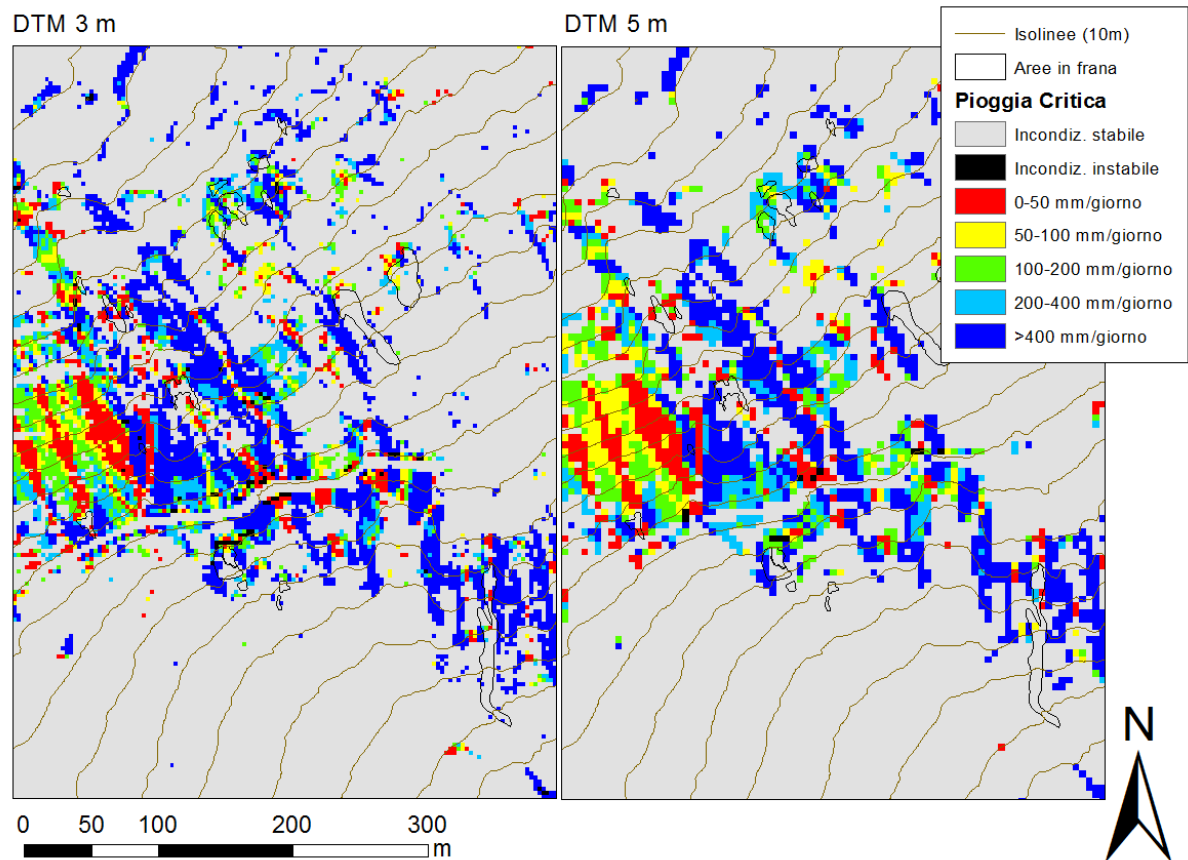 DTM 3 m
DTM 5 m
Isolinee (10m)
Aree in frana
Pioggia Critica
Incondiz. stabile
Incondiz. instabile
0-50 mm/giorno
50-100 mm/giorno
100-200 mm/giorno
200-400 mm/giorno
>400 mm/giorno
N
0 50 100 200 300
m